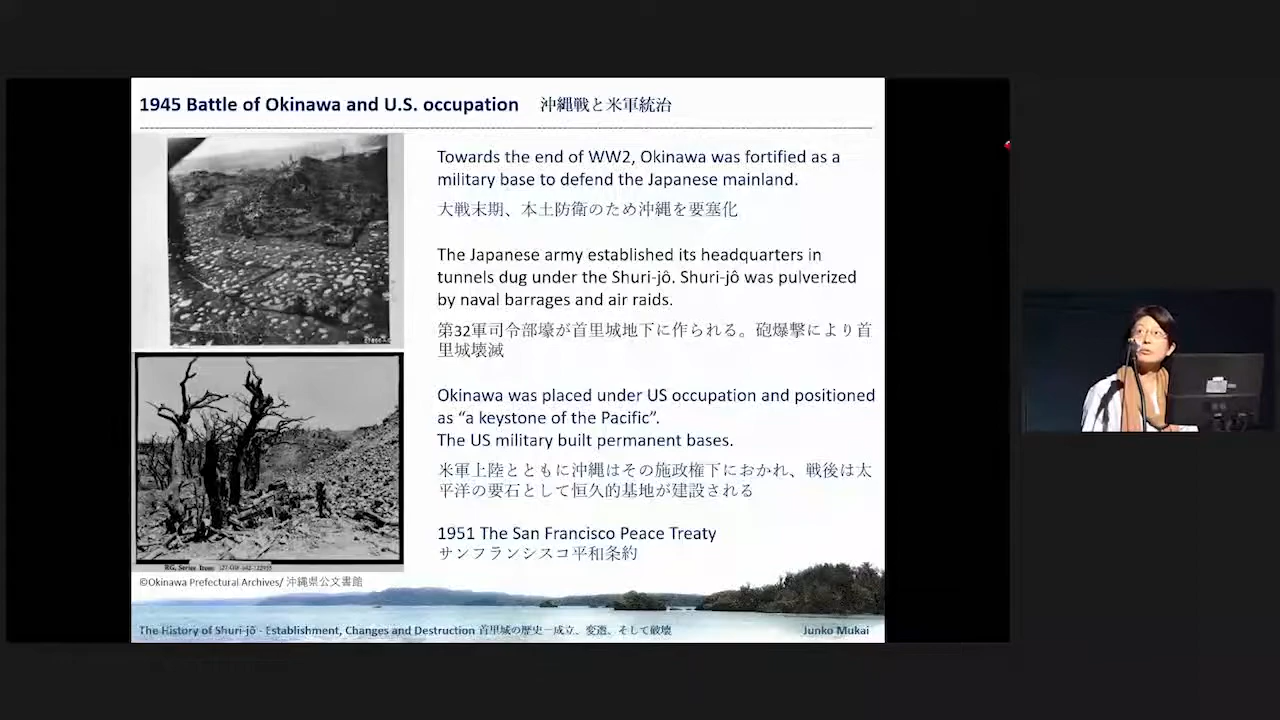 1945 Battle of Okinawa and U.S. occupation 沖縄戦と米軍統治
Towards the end of WW2, Okinawa was fortified as a
military base to defend the Japanese mainland.
大戦末期、本土防衛のため沖縄を要塞化
The Japanese army established its headquarters in
tunnels dug under the Shuri-jô. Shuri-jô was pulverized
by naval barrages and air raids.
第32軍司令部壕が首里城地下に作られる。砲爆撃により首
里城壊滅
Okinawa was placed under US occupation and positioned
as “a keystone of the Pacific”.
The US military built permanent bases.
米軍上陸とともに沖縄はその施政権下におかれ、戦後は太
平洋の要石として恒久的基地が建設される
1951 The San Francisco Peace Treaty
サンフランシスコ平和条約
RG, Series, Item:
©Okinawa Prefectural Archives/ 沖縄県公文書館
The History of Shuri-jô - Establishment, Changes and Destruction 首里城の歴史―成立、変遷、そして破壊
Junko Mukai